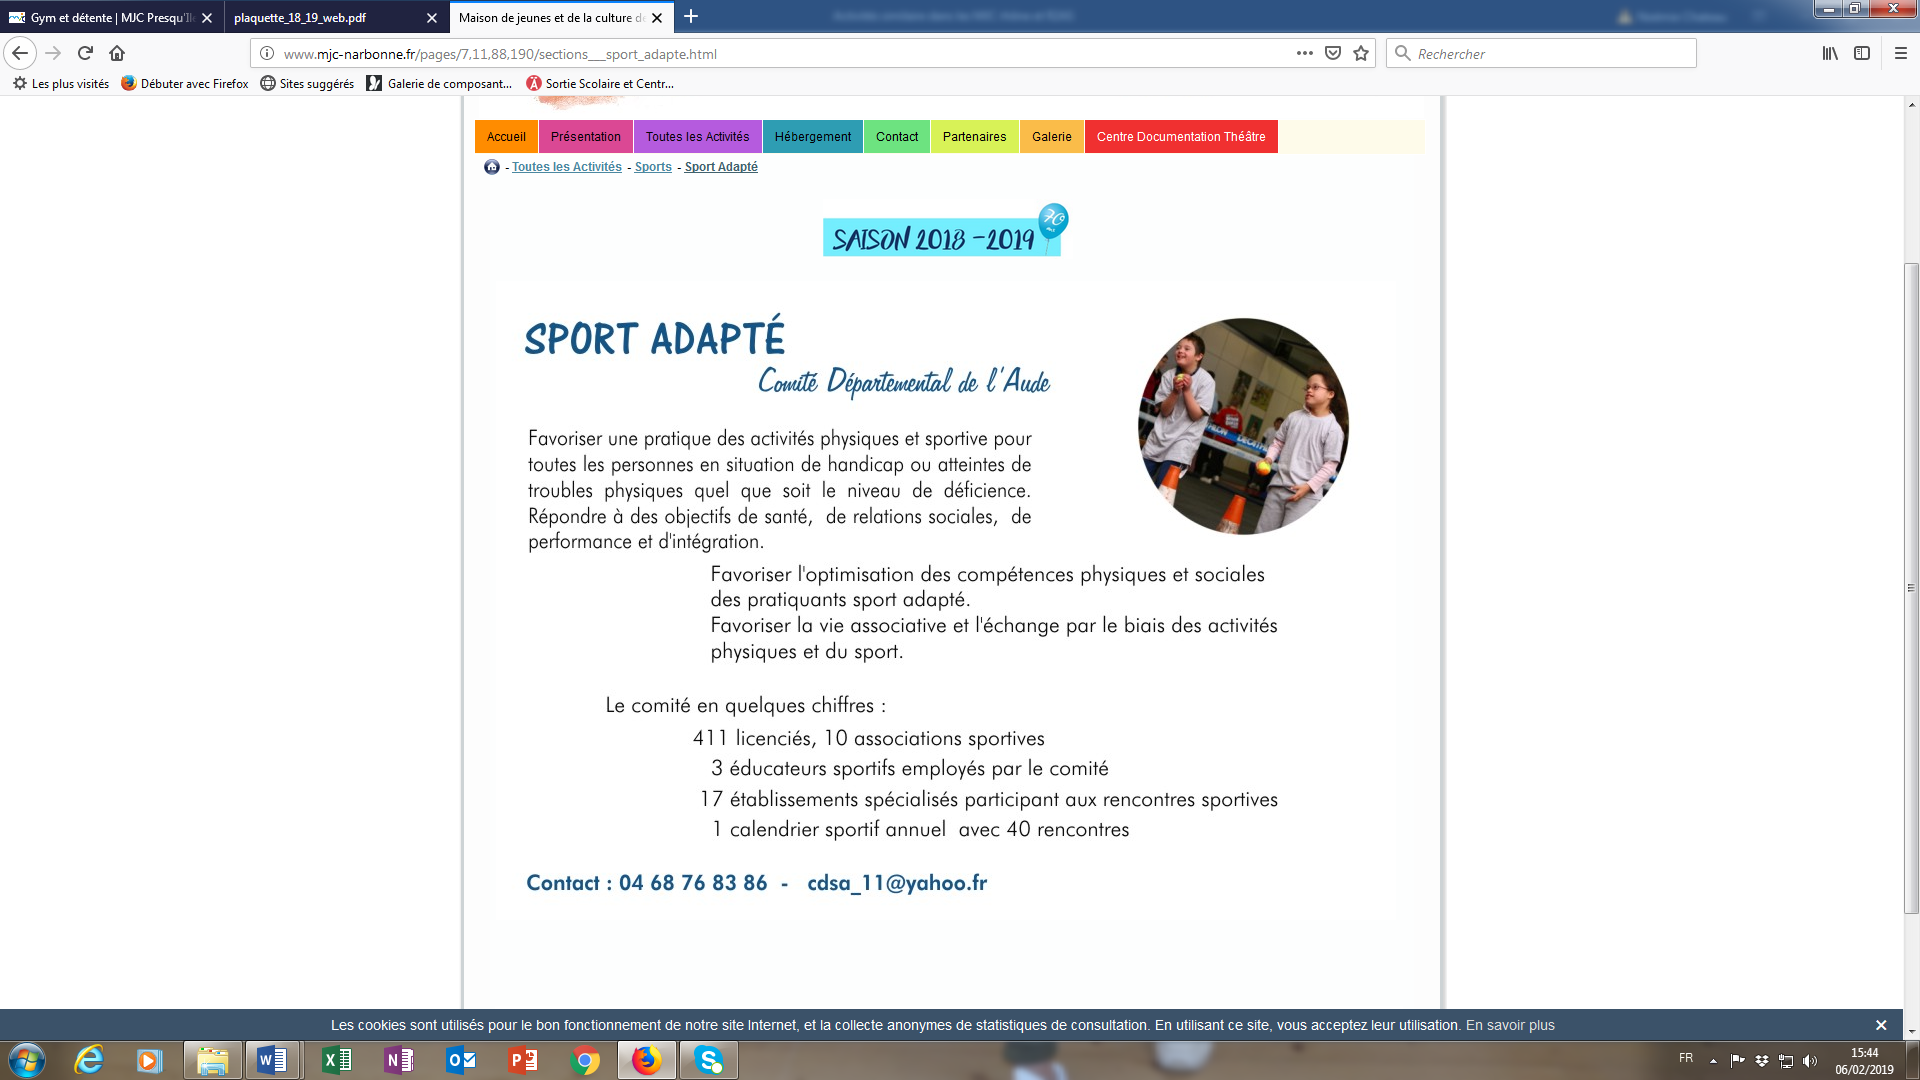 Gym et détente | MJC Presqu'Île
plaquette_18_19_web.pdf
Maison de jeunes et de la culture de
www.mjc-narbonne.fr/pages/7,11,88,190/sections___sport_adapte.html
Rechercher
Les plus visités
Débuter avec Firefox
Sites suggérés
Galerie de composant...
Sortie Scolaire et Centr...
Accueil
Présentation
Toutes les Activités
Hébergement
Contact
Partenaires
Galerie
Centre Documentation Théâtre
- Toutes les Activités - Sports - Sport Adapté
SAISON 2018 -2019
70
SPORT ADAPTÉ
Comité Départemental de l'Aude
Favoriser une pratique des activités physiques et sportive pour
toutes les personnes en situation de handicap ou atteintes de
troubles physiques quel que soit le niveau de déficience.
Répondre à des objectifs de santé, de relations sociales, de
performance et d'intégration.
Favoriser l'optimisation des compétences physiques et sociales
des pratiquants sport adapté.
Favoriser la vie associative et l'échange par le biais des activités
physiques et du sport.
Le comité en quelques chiffres :
411 licenciés, 10 associations sportives
3 éducateurs sportifs employés par le comité
17 établissements spécialisés participant aux rencontres sportives
1 calendrier sportif annuel avec 40 rencontres
Contact : 04 68 76 83 86 - cdsa_11@yahoo.fr
Les cookies sont utilisés pour le bon fonctionnement de notre site Internet, et la collecte anonymes de statistiques de consultation. En utilisant ce site, vous acceptez leur utilisation. En savoir plus
FR
15:44
06/02/2019